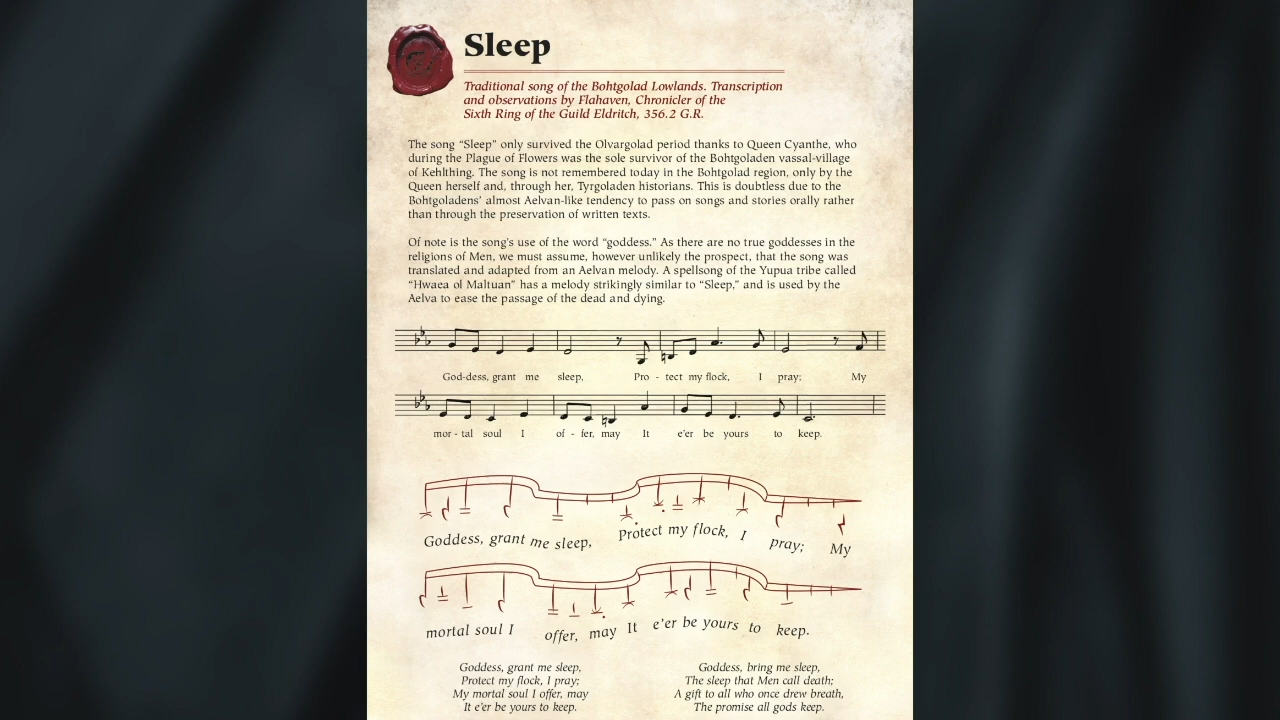 Sleep
Traditional song of the Bohtgolad Lowlands. Transcription
and observations by Flahaven, Chronicler of the
Sixth Ring of the Guild Eldritch, 356.2 G.R.
The song “Sleep” only survived the Olvargolad period thanks to Queen Cyanthe, who
during the Plague of Flowers was the sole survivor of the Bohtgoladen vassal-village
of Kehlthing. The song is not remembered today in the Bohtgolad region, only by the
Queen herself and, through her, Tyrgoladen historians. This is doubtless due to the
Bohtgoladens’ almost Aelvan-like tendency to pass on songs and stories orally rather
than through the preservation of written texts.
Of note is the song’s use of the word “goddess.” As there are no true goddesses in the
religions of Men, we must assume, however unlikely the prospect, that the song was
translated and adapted from an Aelvan melody. A spellsong of the Yupua tribe called
“Hwaea ol Maltuan” has a melody strikingly similar to “Sleep,” and is used by the
Aelva to ease the passage of the dead and dying.
God-dess, grant me sleep, Pro - tect my flock, I pray; My
mor - tal soul I of - fer, may It e’er be yours to keep.
Goddess, grant me sleep, Protect my flock, I pray; My
mortal soul I offer, may It e’er be yours to keep.
Goddess, grant me sleep,
Protect my flock, I pray;
My mortal soul I offer, may
It e’er be yours to keep.
Goddess, bring me sleep,
The sleep that Men call death;
A gift to all who once drew breath,
The promise all gods keep.